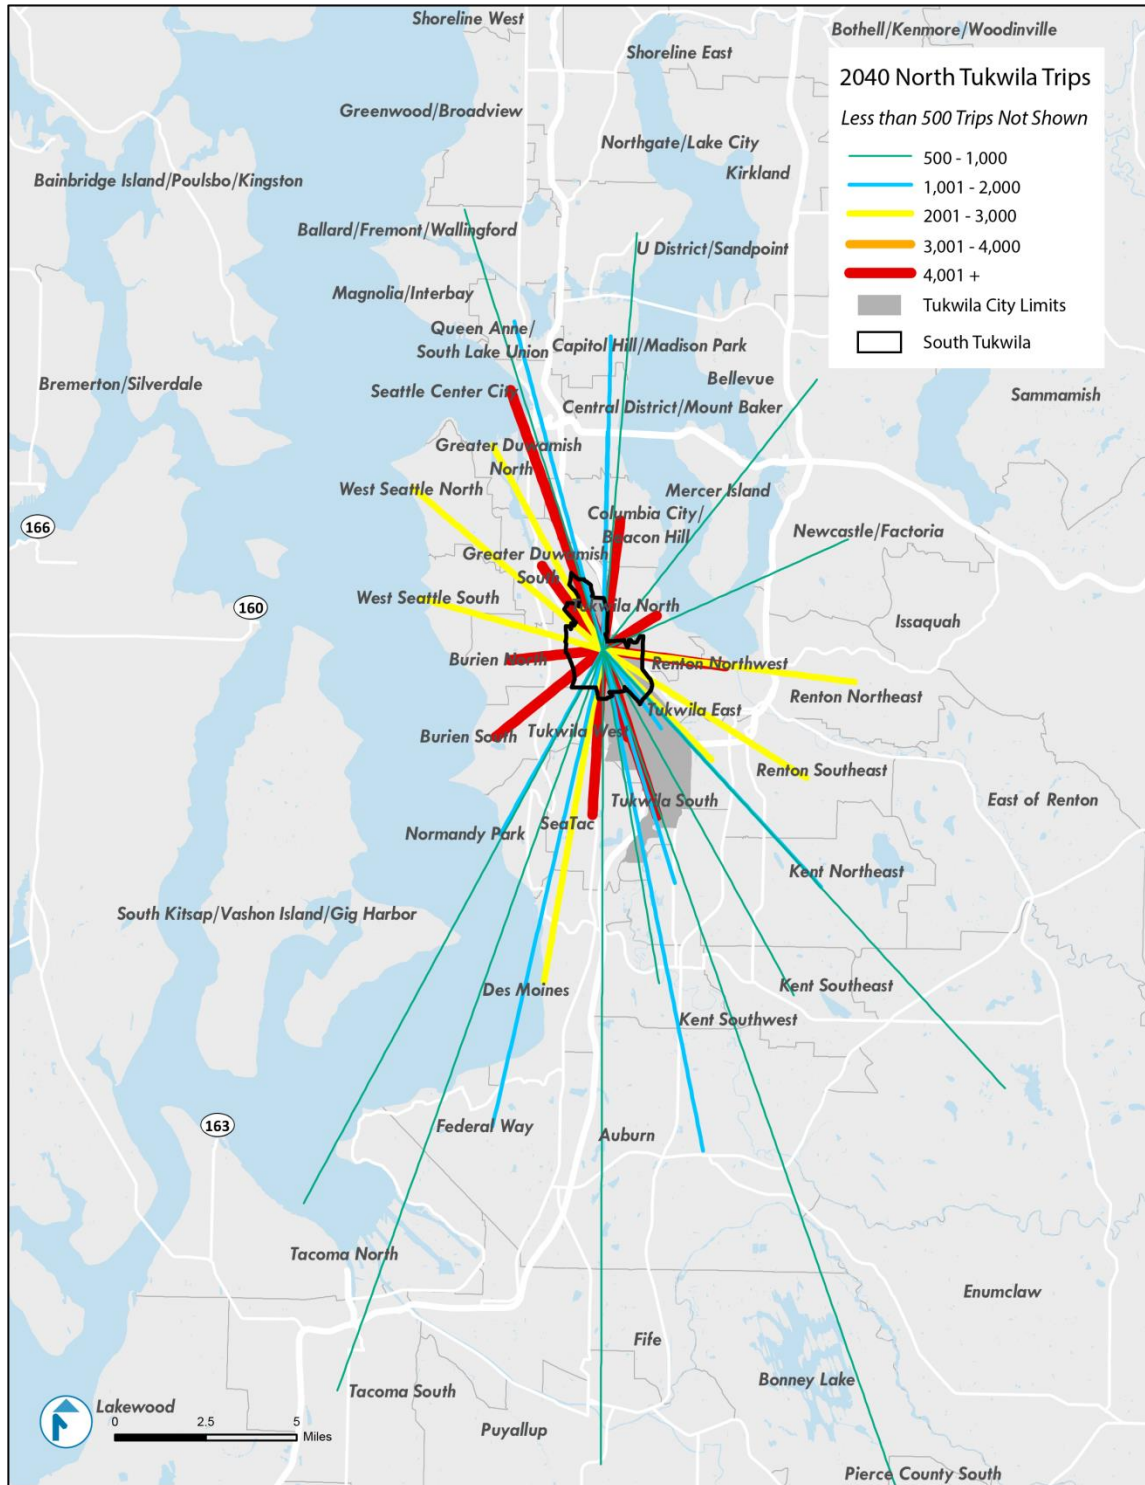 Shoreline West
Bothell/Kenmore/Woodinville
Shoreline East
2040 North Tukwila Trips
Less than 500 Trips Not Shown
500 - 1,000
1,001 - 2,000
2001 - 3,000
3,001 - 4,000
4,001 +
Tukwila City Limits
South Tukwila
Greenwood/Broadview
Northgate/Lake City
Kirkland
Bainbridge Island/Poulsbo/Kingston
Ballard/Fremont/Wallingford
U District/Sandpoint
Magnolia/Interbay
Queen Anne/
South Lake Union
Capitol Hill/Madison Park
Bellevue
Bremerton/Silverdale
Seattle Center City
Sammamish
Central District/Mount Baker
Greater Duwamish
North
West Seattle North
Mercer Island
Columbia City/
Beacon Hill
166
Newcastle/Factoria
Greater Duwamish
South
West Seattle South
160
Tukwila North
Issaquah
Burien North
Renton Northwest
Renton Northeast
Tukwila East
Burien South
Tukwila West
Renton Southeast
Tukwila South
East of Renton
Normandy Park
SeaTac
Kent Northeast
South Kitsap/Vashon Island/Gig Harbor
Des Moines
Kent Southeast
Kent Southwest
163
Federal Way
Auburn
Tacoma North
Enumclaw
Fife
Bonney Lake
Tacoma South
Lakewood
0 2.5 5
Miles
Puyallup
Pierce County South